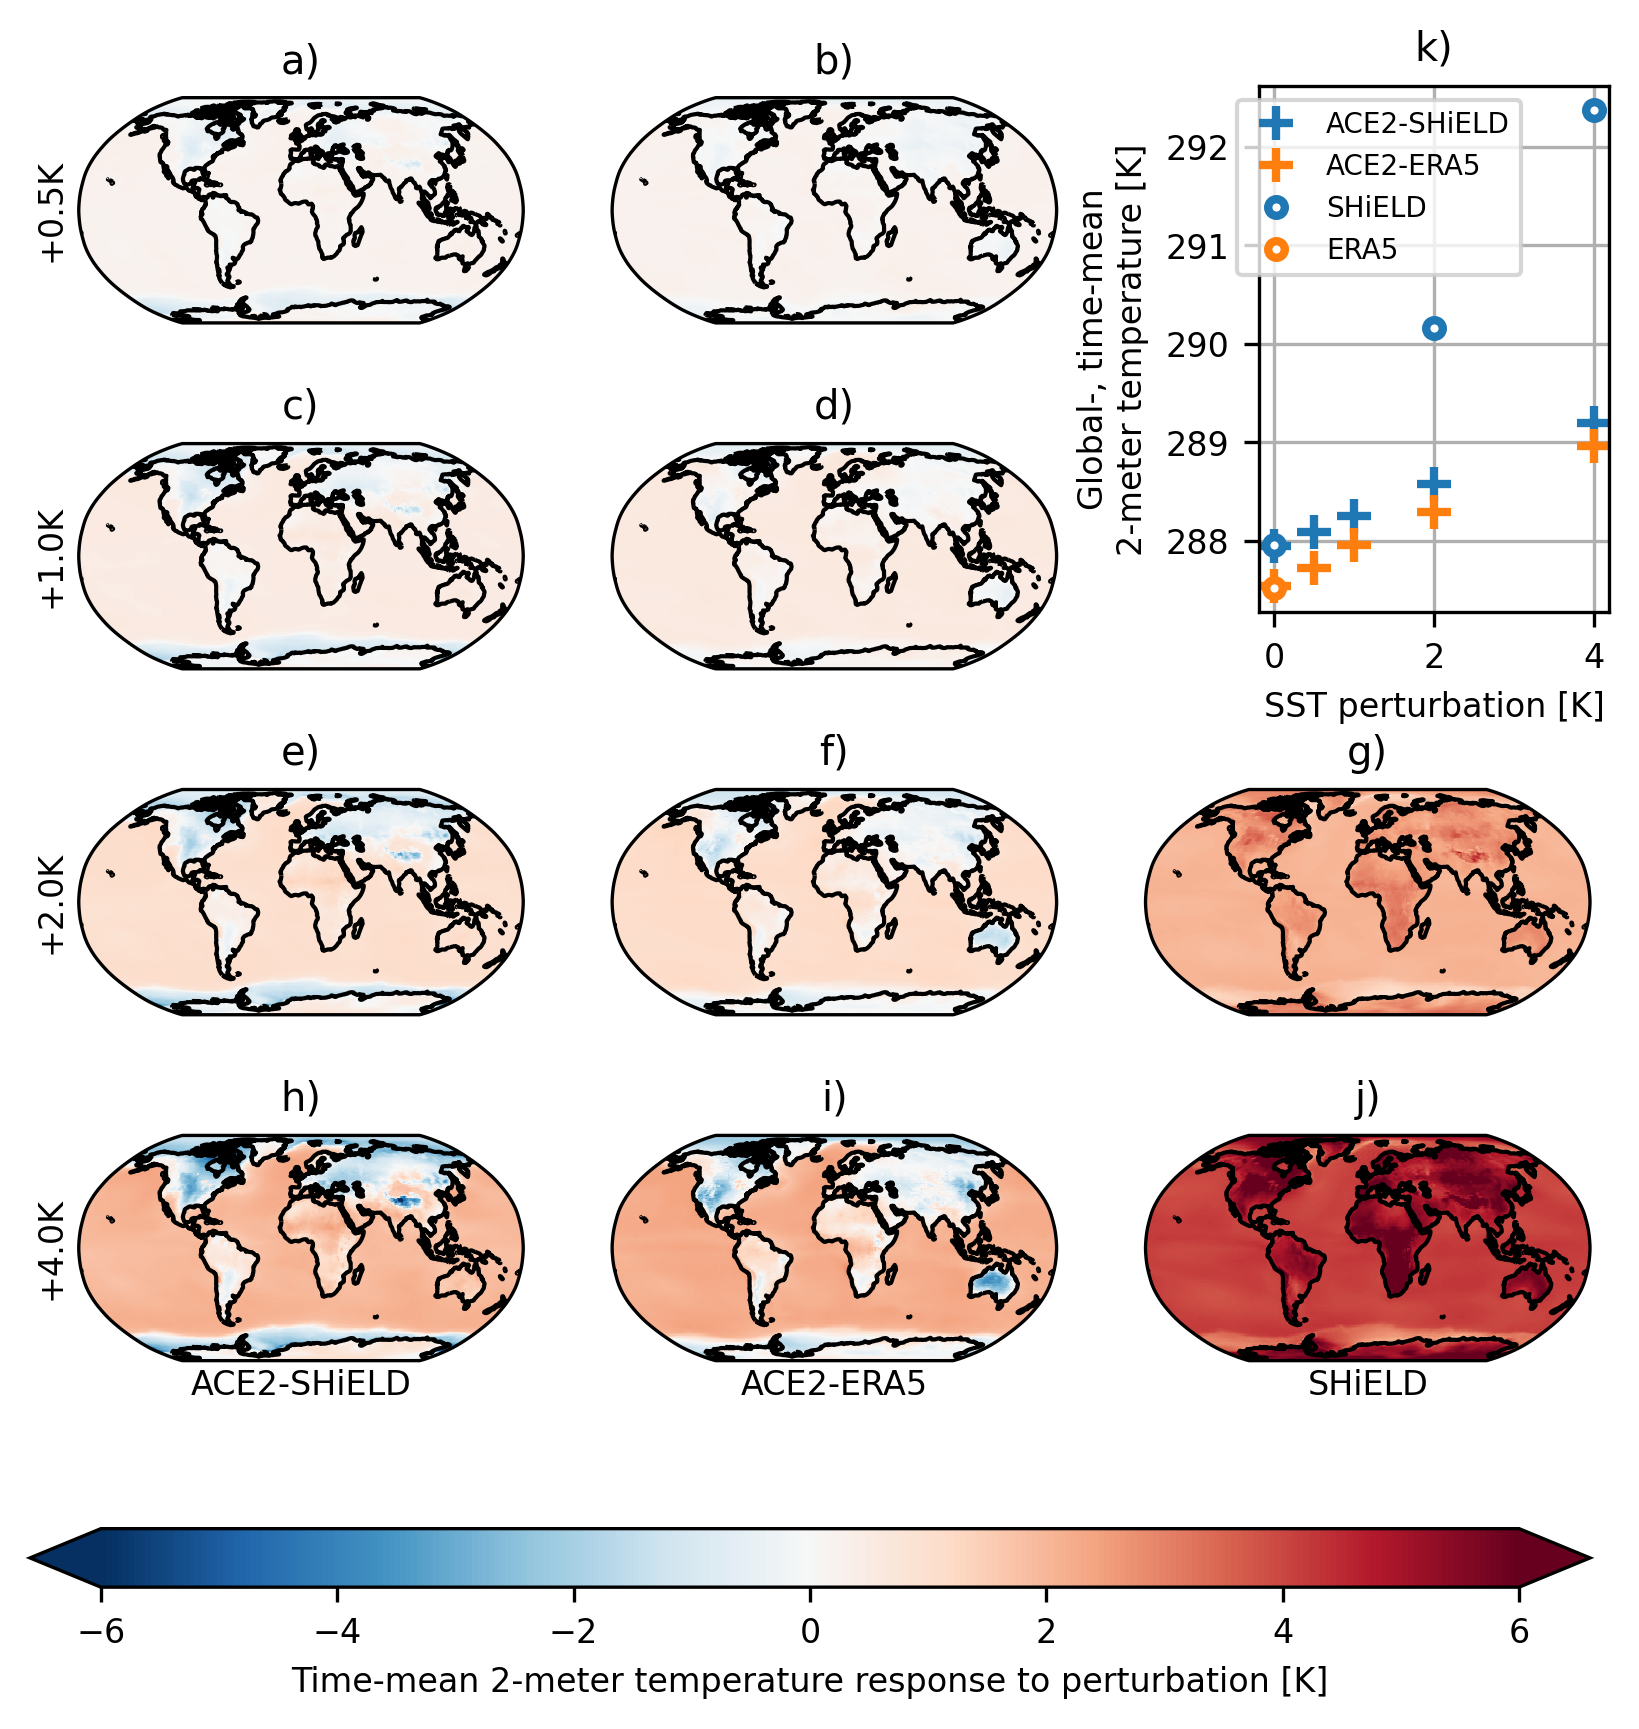 a)
b)
k)
+0.5K
Global-, time-mean
2-meter temperature [K]
292
291
290
289
288
ACE2-SHiELD
ACE2-ERA5
SHiELD
ERA5
0
2
4
SST perturbation [K]
c)
d)
+1.0K
e)
f)
g)
+2.0K
h)
i)
j)
+4.0K
ACE2-SHiELD
ACE2-ERA5
SHiELD
−6
−4
−2
0
2
4
6
Time-mean 2-meter temperature response to perturbation [K]